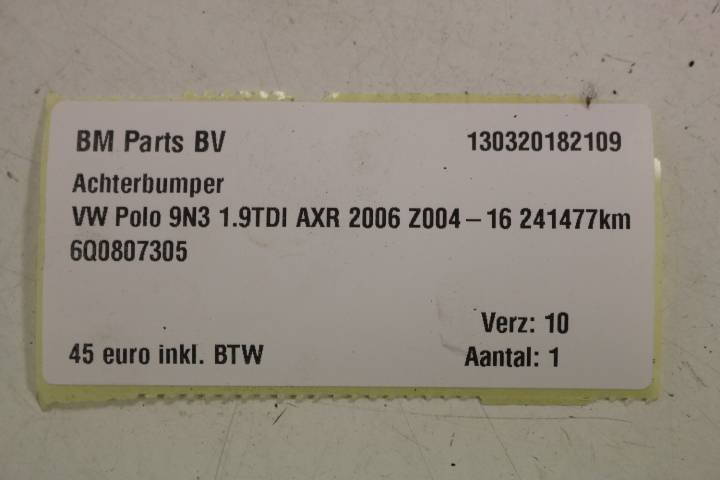 BM Parts BV 130320182109
Achterbumper
VW Polo 9N3 1.9TDI AXR 2006 Z004-16 241477km
6Q0807305
Verz: 10
45 euro inkl. BTW Aantal: 1